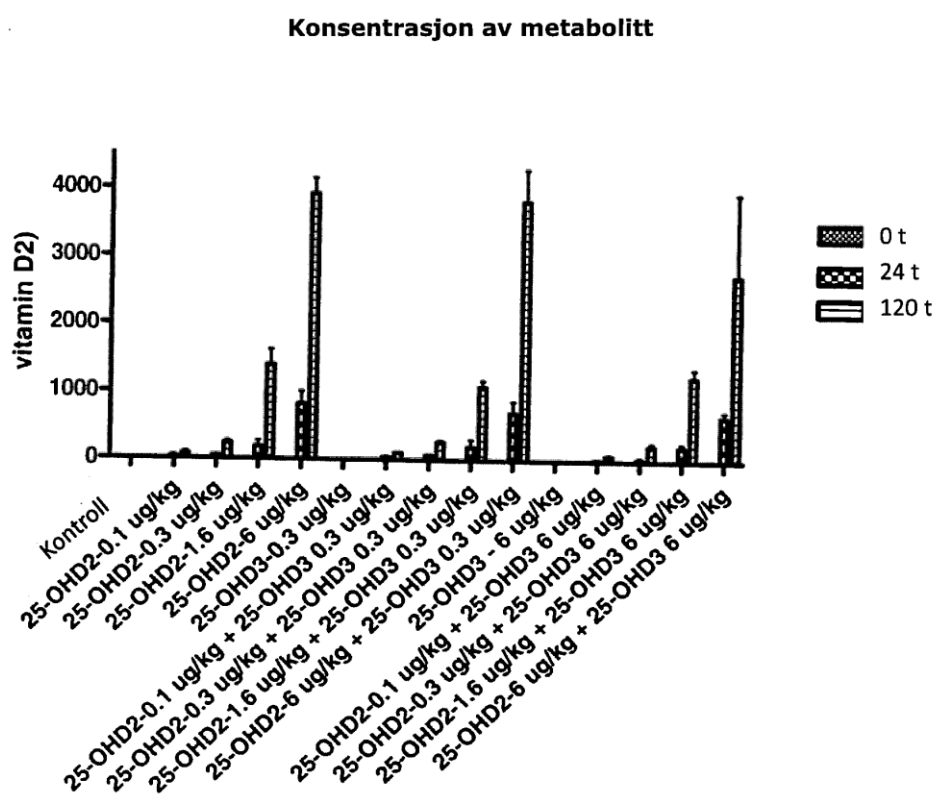 Konsentrasjon av metabolitt
vitamin D2)
4000
3000
2000
1000
0
0 t
24 t
120 t
Kontroll
25-OHD2-0.1 ug/kg
25-OHD2-0.3 ug/kg
25-OHD2-1.6 ug/kg
25-OHD2-6 ug/kg
25-OHD3-0.3 ug/kg
25-OHD2-0.1 ug/kg + 25-OHD3 0.3 ug/kg
25-OHD2-0.3 ug/kg + 25-OHD3 0.3 ug/kg
25-OHD2-1.6 ug/kg + 25-OHD3 0.3 ug/kg
25-OHD2-6 ug/kg + 25-OHD3 0.3 ug/kg
25-OHD3 - 6 ug/kg
25-OHD2-0.1 ug/kg + 25-OHD3 6 ug/kg
25-OHD2-0.3 ug/kg + 25-OHD3 6 ug/kg
25-OHD2-1.6 ug/kg + 25-OHD3 6 ug/kg
25-OHD2-6 ug/kg + 25-OHD3 6 ug/kg